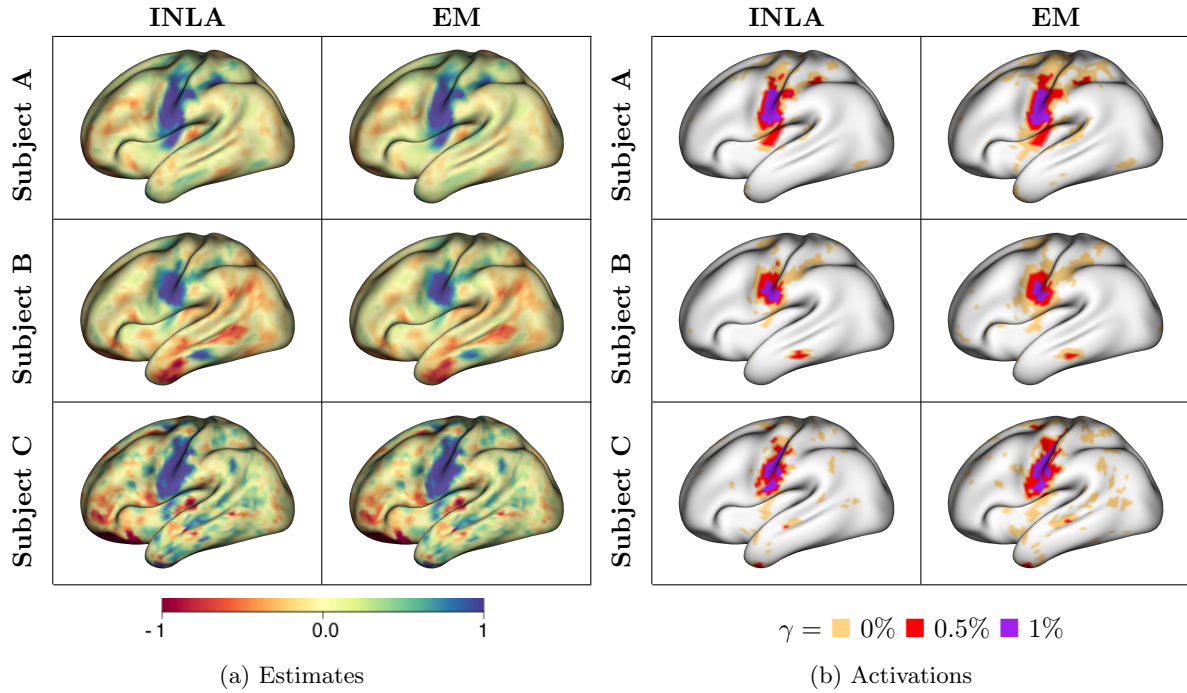 INLA EM INLA EM
Subject A Subject A
Subject B Subject B
Subject C Subject C
-1 0.0 1
γ = 0% 0.5% 1%
(a) Estimates (b) Activations